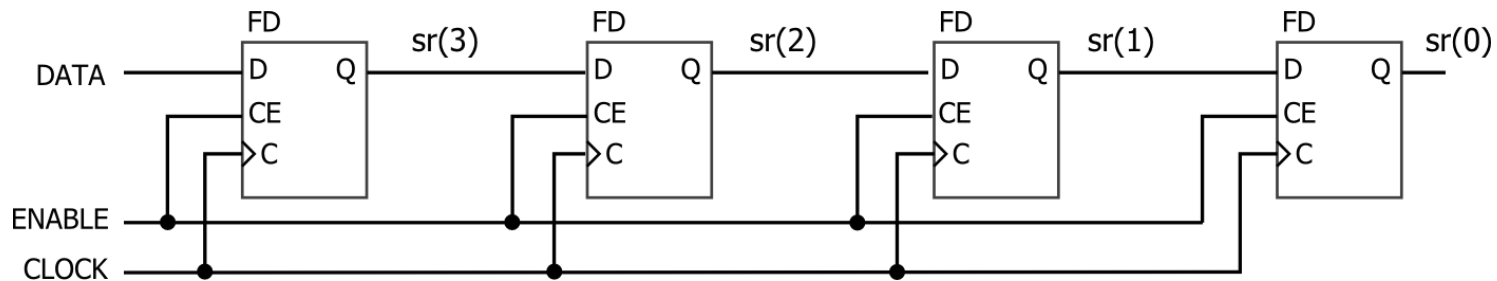 FD FD FD FD
sr(3) sr(2) sr(1) sr(0)
DATA D Q D Q D Q D Q
CE CE CE CE
C C C C
ENABLE
CLOCK